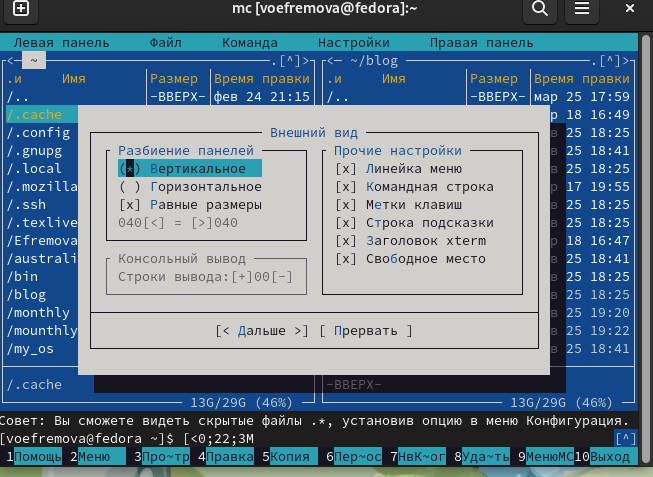 mc [voefremova@fedora]:~
Левая панель Файл Команда Настройки Правая панель
<─ ~ .[^]> <─ ~/blog .[^]>
.и Имя Размер Время правки .и Имя Размер Время правки
/.. -ВВЕРХ- фев 24 21:15 /.. -ВВЕРХ- мар 25 17:59
/.cache р 18 16:49
/.config в 25 18:25
/.gnupg в 25 18:41
/.local в 25 18:25
/.mozilla р 17 19:55
/.ssh в 25 18:25
/.texlive в 25 18:25
/Efremova р 18 16:47
/australi в 25 18:41
/bin в 25 18:25
/blog в 25 18:25
/monthly в 25 19:20
/mounthly в 25 19:22
/my_os в 25 18:41
Внешний вид
Разбиение панелей
(*) Вертикальное
( ) Горизонтальное
[x] Равные размеры
040[<] = [>]040
Консольный вывод
Строки вывода:[+]00[-]
Прочие настройки
[x] Линейка меню
[x] Командная строка
[x] Метки клавиш
[x] Строка подсказки
[x] Заголовок xterm
[x] Свободное место
[< Дальше >] [ Прервать ]
/.cache -ВВЕРХ-
13G/29G (46%) 13G/29G (46%)
Совет: Вы сможете видеть скрытые файлы .*, установив опцию в меню Конфигурация.
[voefremova@fedora ~]$ [<0;22;3M [^]
1Помощь 2Меню 3Про~тр 4Правка 5Копия 6Пер~ос 7НвК~ог 8Уда~ть 9МенюMC 10Выход